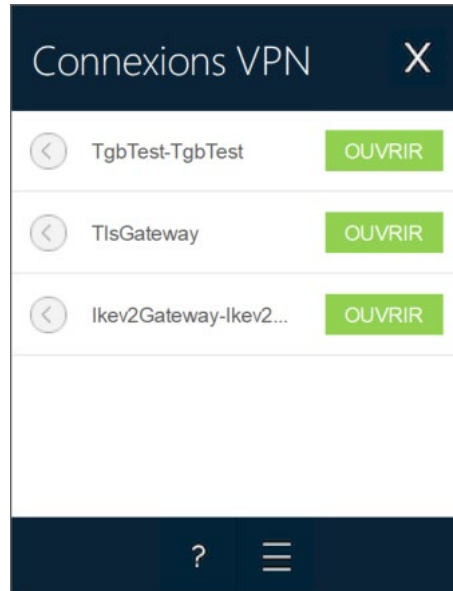 Connexions VPN X
TgbTest-TgbTest OUVRIR
TlsGateway OUVRIR
Ikev2Gateway-Ikev2... OUVRIR
?